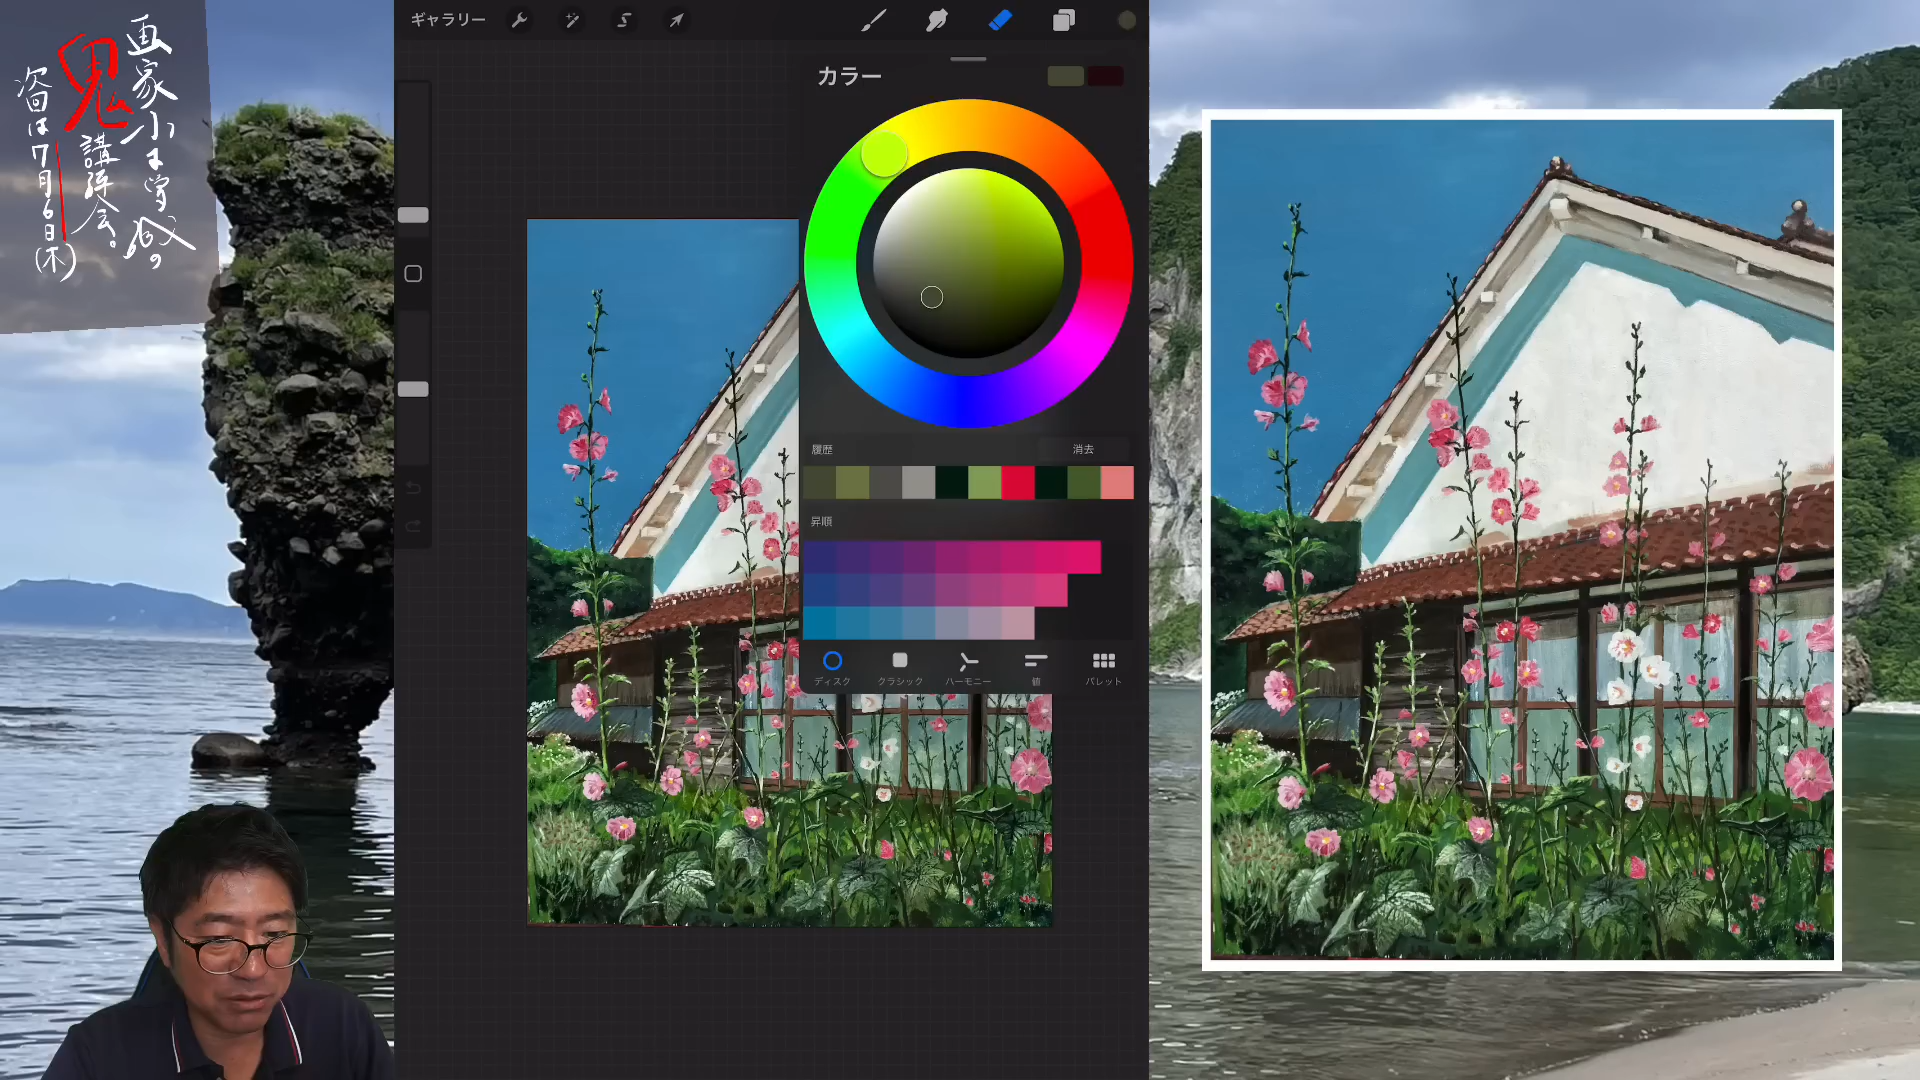 画家小木曽誠の
鬼講評会。
次回は7月6日(木)
ギャラリー
カラー
履歴
消去
昇順
ディスク
クラシック
ハーモニー
値
パレット